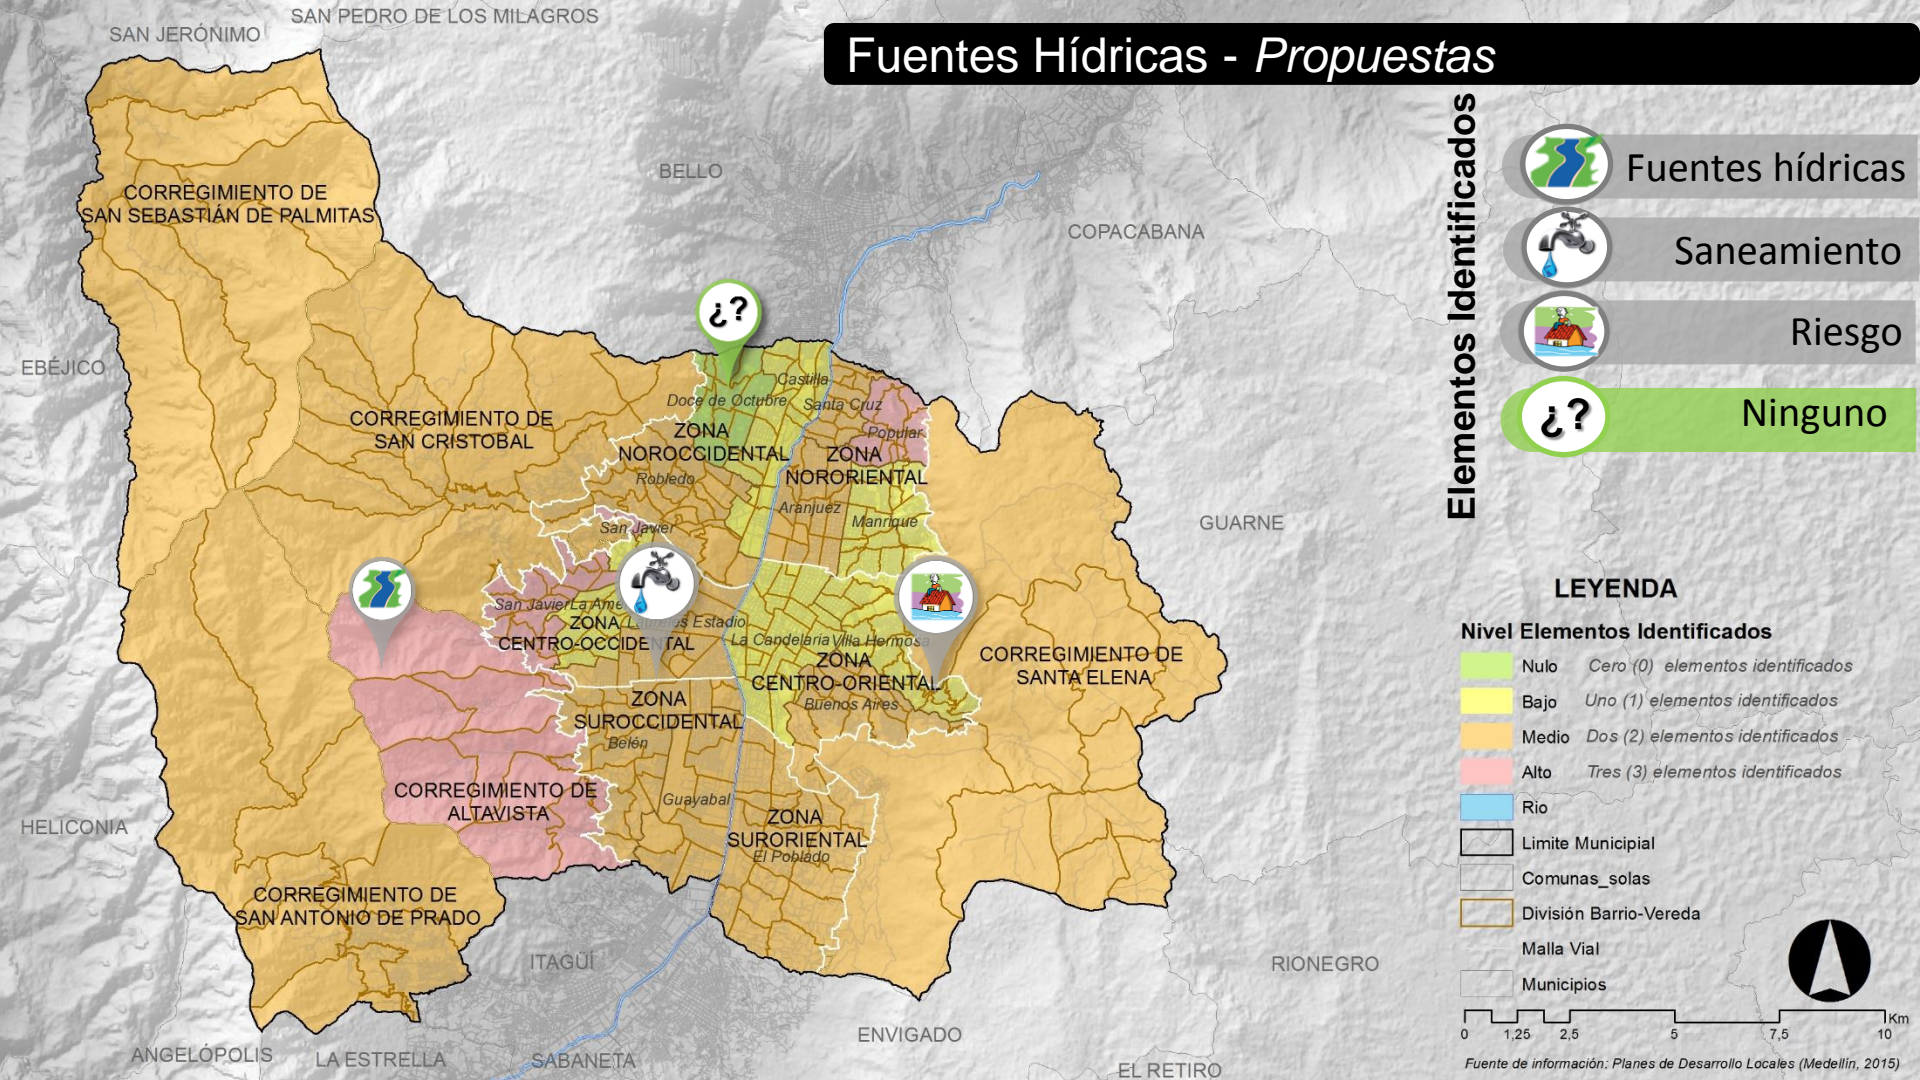 Fuentes Hídricas - Propuestas
Elementos Identificados
Fuentes hídricas
Saneamiento
Riesgo
¿?
Ninguno
SAN PEDRO DE LOS MILAGROS
SAN JERÓNIMO
BELLO
COPACABANA
EBÉJICO
GUARNE
HELICONIA
ITAGÜÍ
RIONEGRO
ENVIGADO
ANGELÓPOLIS
LA ESTRELLA
SABANETA
EL RETIRO
CORREGIMIENTO DE
SAN SEBASTIÁN DE PALMITAS
¿?
CORREGIMIENTO DE
SAN CRISTOBAL
Castilla
Doce de Octubre
Santa Cruz
ZONA
NOROCCIDENTAL
Popular
ZONA
NORORIENTAL
Robledo
Aranjuez
Manrique
San Javier
San Javier
La Amé
ZONA
CENTRO-OCCIDENTAL
Laureles Estadio
La Candelaria
Villa Hermosa
ZONA
CENTRO-ORIENTAL
Buenos Aires
CORREGIMIENTO DE
SANTA ELENA
ZONA
SUROCCIDENTAL
Belén
Guayabal
CORREGIMIENTO DE
ALTAVISTA
ZONA
SURORIENTAL
El Poblado
CORREGIMIENTO DE
SAN ANTONIO DE PRADO
LEYENDA
Nivel Elementos Identificados
Nulo Cero (0) elementos identificados
Bajo Uno (1) elementos identificados
Medio Dos (2) elementos identificados
Alto Tres (3) elementos identificados
Rio
Limite Municipial
Comunas_solas
División Barrio-Vereda
Malla Vial
Municipios
Km
0 1,25 2,5 5 7,5 10
Fuente de información: Planes de Desarrollo Locales (Medellín, 2015)